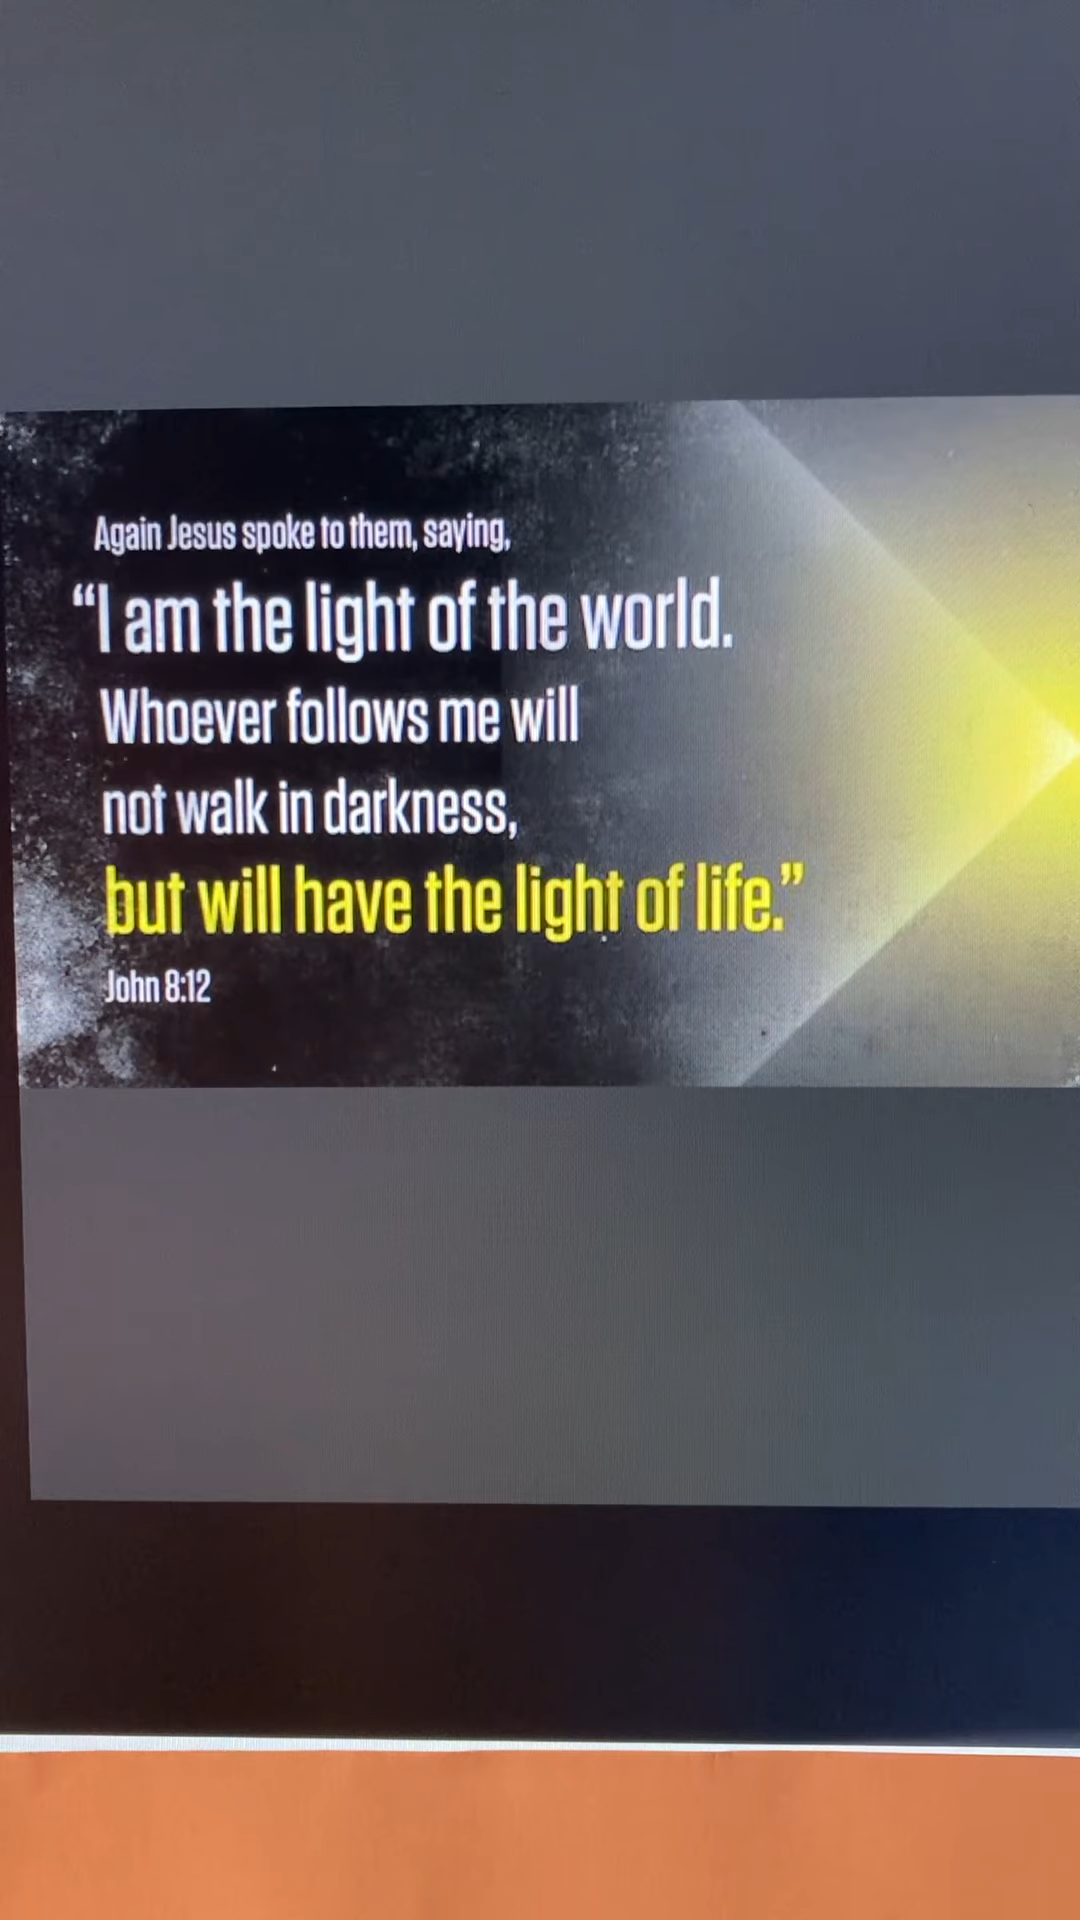 Again Jesus spoke to them, saying,
“I am the light of the world.
Whoever follows me will
not walk in darkness,
but will have the light of life.”
John 8:12